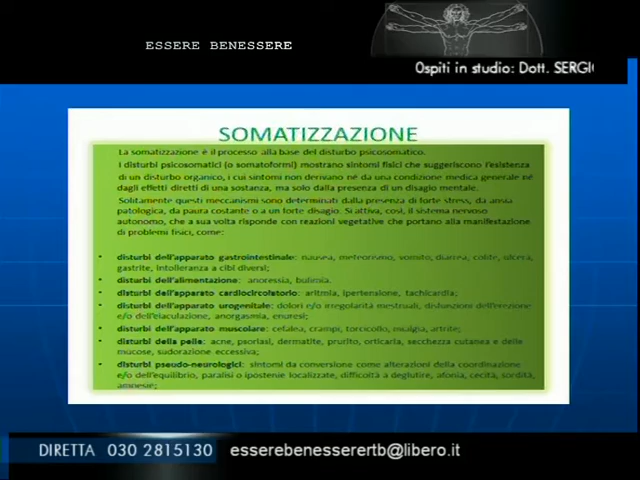 ESSERE BENESSERE
Ospiti in studio: Dott. SERGI
SOMATIZZAZIONE
La somatizzazione è il processo alla base del disturbo psicosomatico.
I disturbi psicosomatici (o somatoformi) mostrano sintomi fisici che suggeriscono l'esistenza
di un disturbo organico, i cui sintomi non derivano né da una condizione medica generale né
dagli effetti diretti di una sostanza, ma solo dalla presenza di un disagio mentale.
Solitamente questi meccanismi sono determinati dalla presenza di forte stress, da ansia
patologica, da paura costante o a un forte disagio. Si attiva, così, il sistema nervoso
autonomo, che a sua volta risponde con reazioni vegetative che portano alla manifestazione
di problemi fisici, come:
• disturbi dell'apparato gastrointestinale: nausea, meteorismo, vomito, diarrea, colite, ulcera,
gastrite, intolleranza a cibi diversi;
• disturbi dell'alimentazione: anoressia, bulimia.
• disturbi dell'apparato cardiocircolatorio: aritmia, ipertensione, tachicardia;
• disturbi dell'apparato urogenitale: dolori e/o irregolarità mestruali, disfunzioni dell'erezione
e/o dell'eiaculazione, anorgasmia, enuresi;
• disturbi dell'apparato muscolare: cefalea, crampi, torcicollo, mialgia, artrite;
• disturbi della pelle: acne, psoriasi, dermatite, prurito, orticaria, secchezza cutanea e delle
mucose, sudorazione eccessiva;
• disturbi pseudo-neurologici: sintomi da conversione come alterazioni della coordinazione
e/o dell'equilibrio, paralisi o ipostenie localizzate, difficoltà a deglutire, afonia, cecità, sordità,
amnesie;
DIRETTA 030 2815130 esserebenesserertb@libero.it